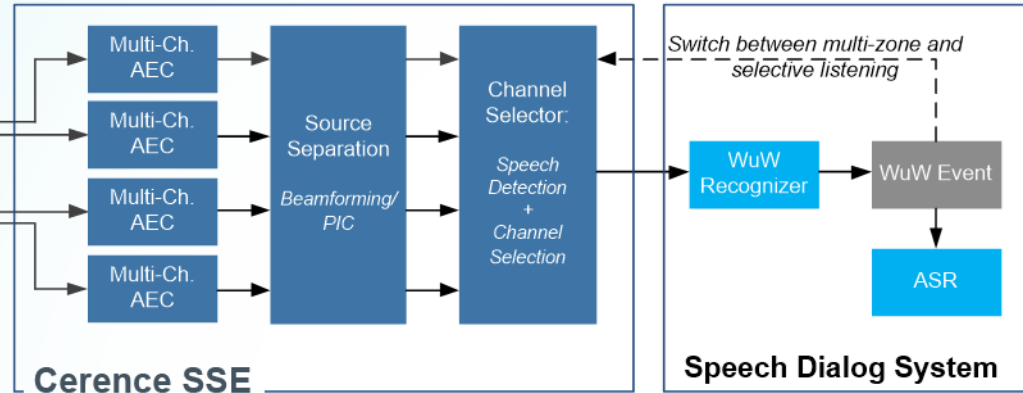 Multi-Ch.
AEC
Multi-Ch.
AEC
Multi-Ch.
AEC
Multi-Ch.
AEC
Source
Separation
Beamforming/
PIC
Channel
Selector:
Speech
Detection
+
Channel
Selection
Cerence SSE
Switch between multi-zone and
selective listening
WuW
Recognizer
WuW Event
ASR
Speech Dialog System